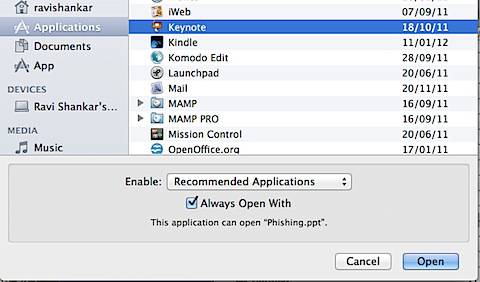 ravishankar
Applications
Documents
App
DEVICES
Ravi Shankar's...
MEDIA
Music
iWeb 07/09/11
Keynote 18/10/11
Kindle 11/01/12
Komodo Edit 28/09/11
Launchpad 20/06/11
Mail 20/11/11
MAMP 16/09/11
MAMP PRO 16/09/11
Mission Control 20/06/11
OpenOffice.org 17/01/11
Enable: Recommended Applications
Always Open With
This application can open “Phishing.ppt”.
Cancel Open